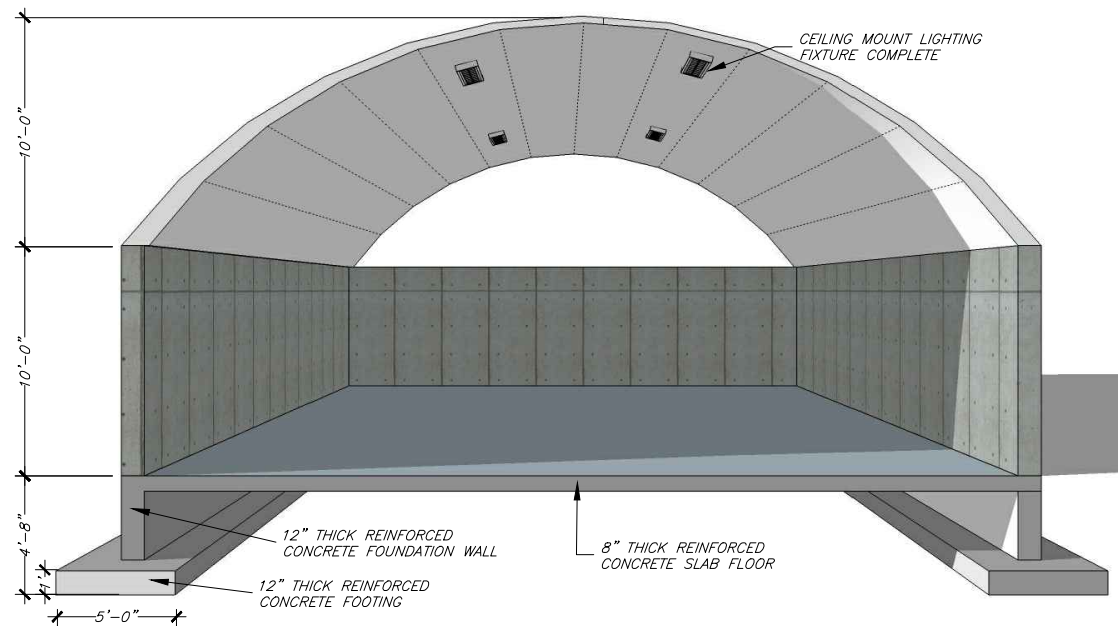 CEILING MOUNT LIGHTING
FIXTURE COMPLETE
10'-0"
10'-0"
4'-8"
1'
5'-0"
12" THICK REINFORCED
CONCRETE FOUNDATION WALL
8" THICK REINFORCED
CONCRETE SLAB FLOOR
12" THICK REINFORCED
CONCRETE FOOTING